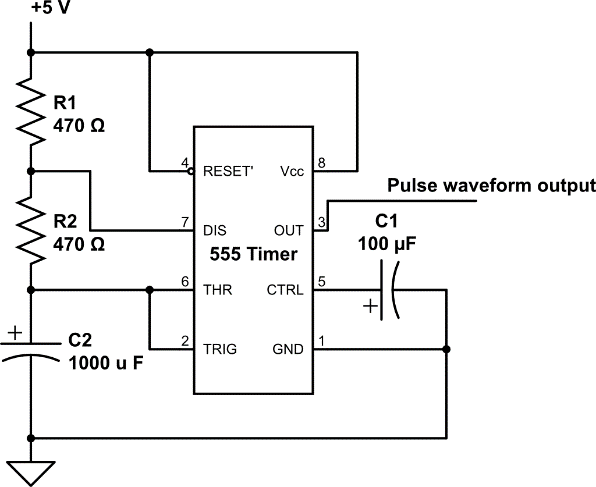 +5 V
R1
470 Ω
4
RESET'
Vcc
8
Pulse waveform output
R2
470 Ω
7
DIS
OUT
3
C1
100 µF
555 Timer
6
THR
CTRL
5
+
+
C2
1000 u F
2
TRIG
GND
1